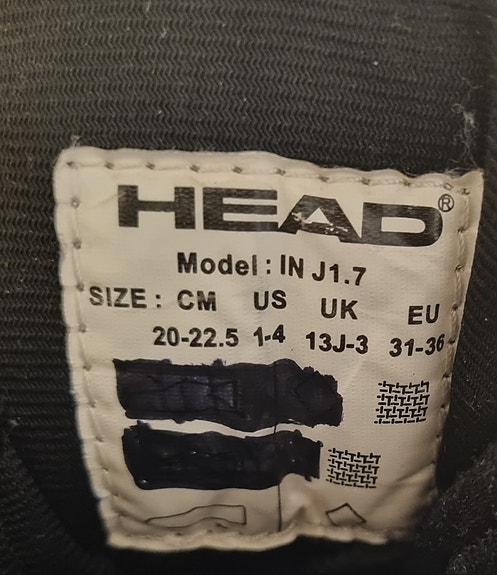 HEAD®
Model : IN J1.7
SIZE : CM US UK EU
20-22.5 1-4 13J-3 31-36